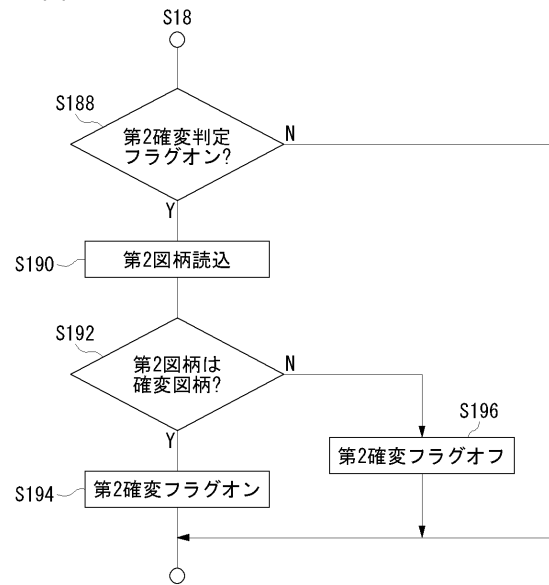 S18
S188
第2確変判定
フラグオン?
N
Y
S190
第2図柄読込
S192
第2図柄は
確変図柄?
N
Y
S196
第2確変フラグオフ
S194
第2確変フラグオン